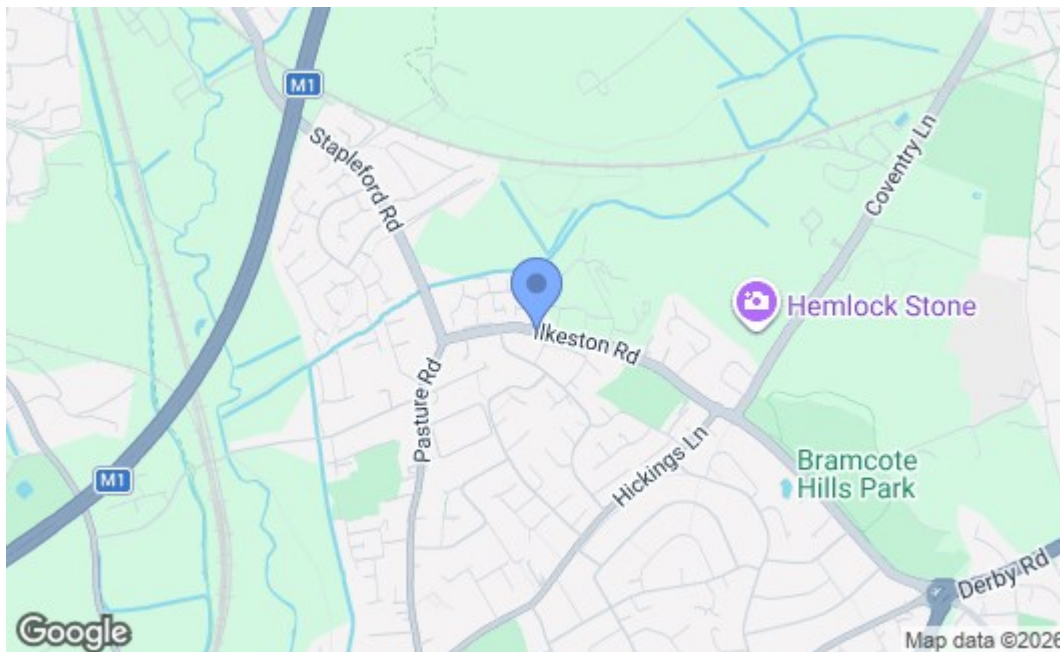 M1
Stapleford Rd
Coventry Ln
Hemlock Stone
Ilkeston Rd
Pasture Rd
Hickings Ln
M1
Bramcote
Hills Park
Derby Rd
Google
Map data ©2026